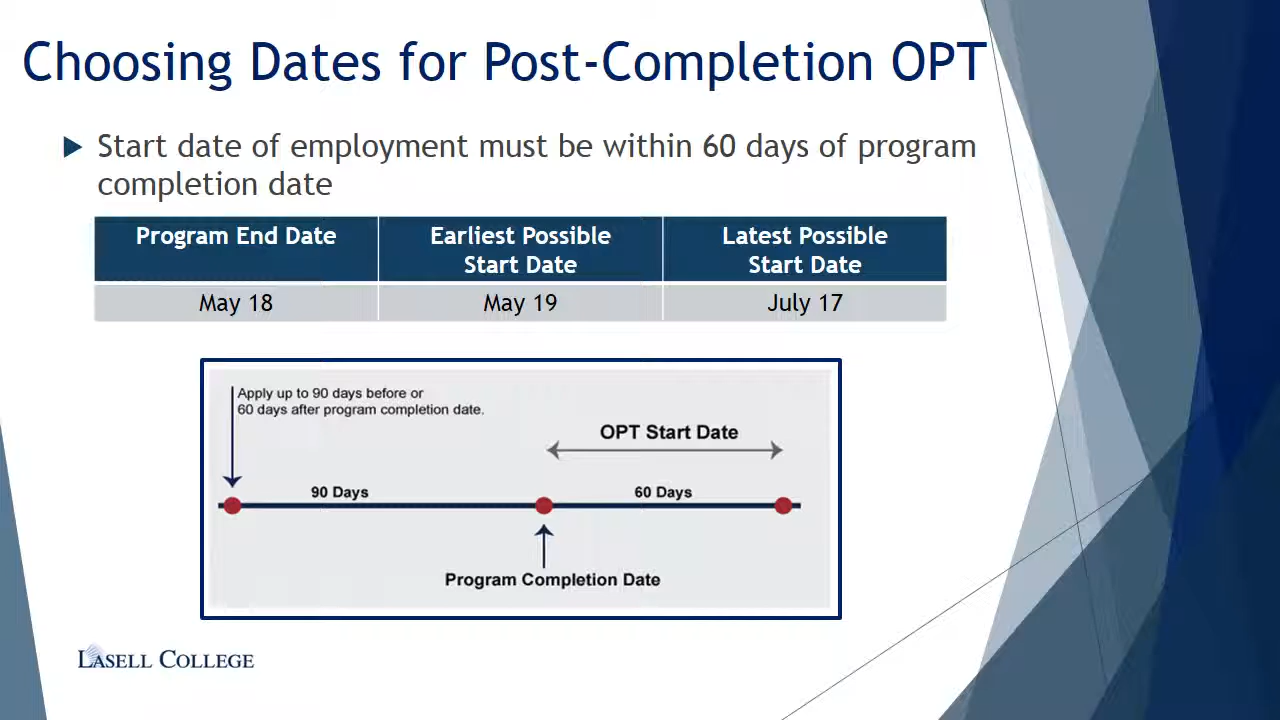 Choosing Dates for Post-Completion OPT
Start date of employment must be within 60 days of program
completion date
Program End Date
Earliest Possible
Start Date
Latest Possible
Start Date
May 18
May 19
July 17
Apply up to 90 days before or
60 days after program completion date.
OPT Start Date
90 Days
60 Days
Program Completion Date
LASELL COLLEGE